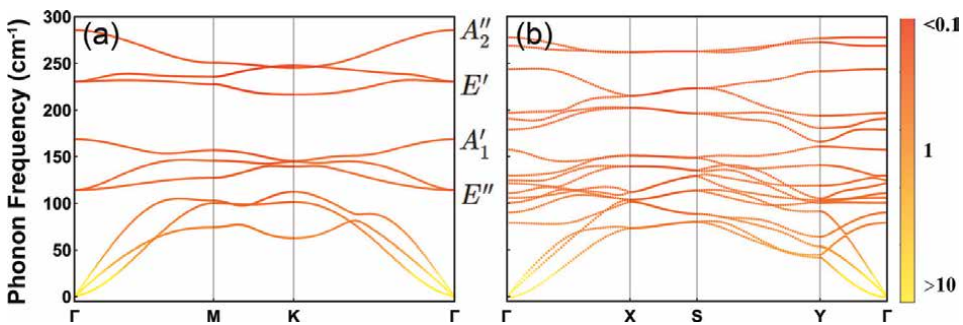 (a)
(b)
Phonon Frequency (cm⁻¹)
300
250
200
150
100
50
0
A₂″
E′
A₁′
E″
Γ M K Γ
Γ X S Y Γ
<0.1
1
>10